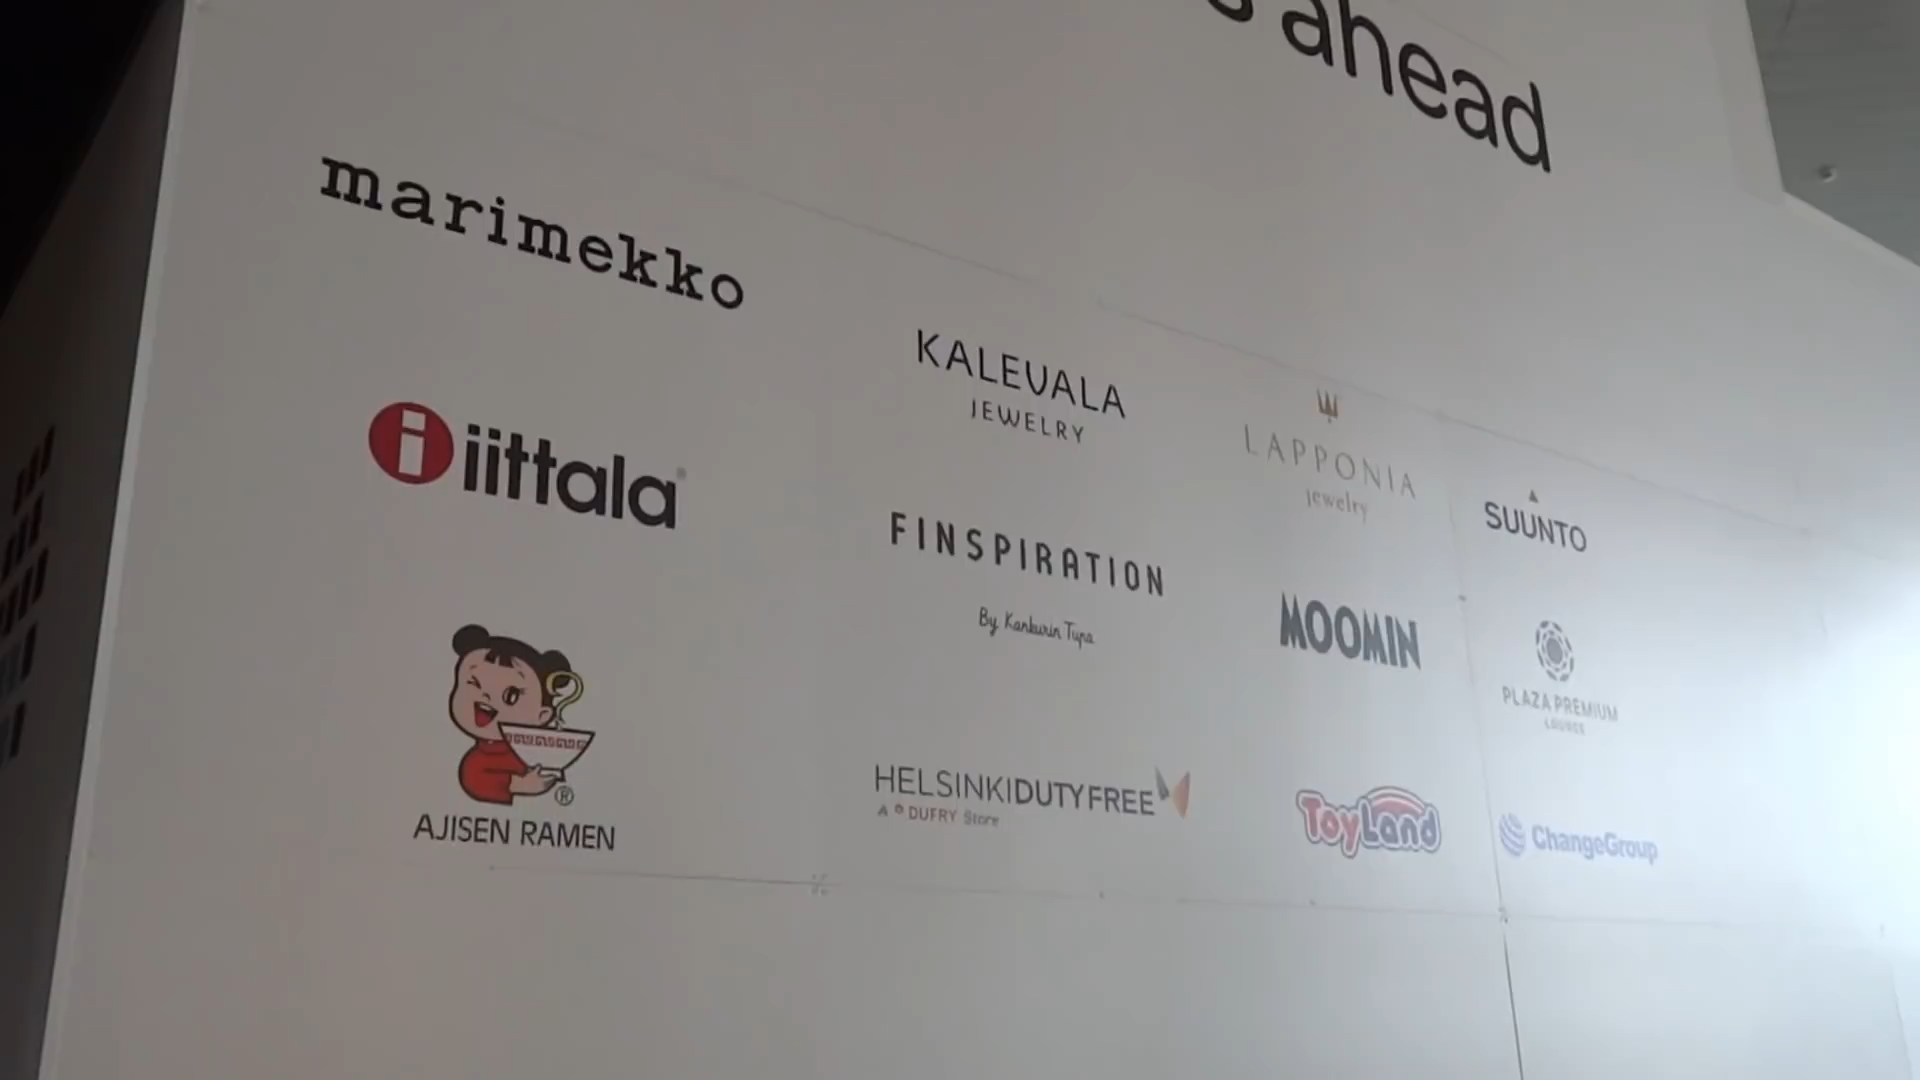 ahead
marimekko
KALEVALA
JEWELRY
LAPPONIA
jewelry
SUUNTO
iittala
FINSPIRATION
By Kankurin Tupa
MOOMIN
PLAZA PREMIUM
LOUNGE
AJISEN RAMEN
HELSINKIDUTYFREE
A DUFRY Store
ToyLand
ChangeGroup